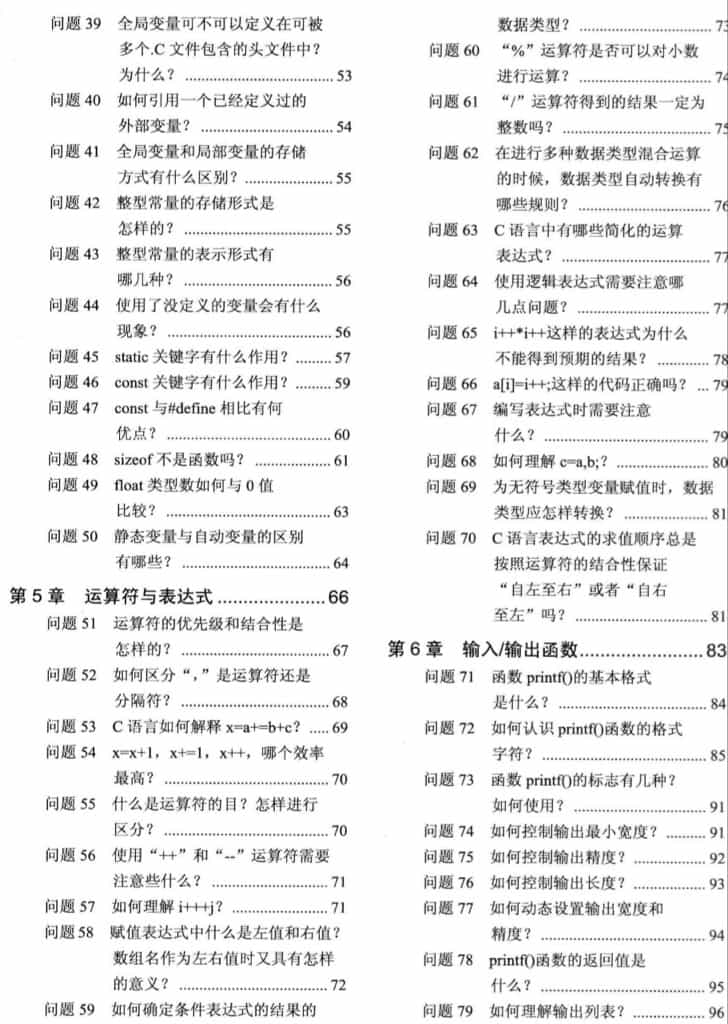 问题 39 全局变量可不可以定义在可被
多个.C 文件包含的头文件中?
为什么? .................................. 53
问题 40 如何引用一个已经定义过的
外部变量? .............................. 54
问题 41 全局变量和局部变量的存储
方式有什么区别? ..................... 55
问题 42 整型常量的存储形式是
怎样的? .................................. 55
问题 43 整型常量的表示形式有
哪几种? .................................. 56
问题 44 使用了没定义的变量会有什么
现象? ...................................... 56
问题 45 static 关键字有什么作用? ......... 57
问题 46 const 关键字有什么作用? ......... 59
问题 47 const 与#define 相比有何
优点? ...................................... 60
问题 48 sizeof 不是函数吗? .................. 61
问题 49 float 类型数如何与 0 值
比较? ...................................... 63
问题 50 静态变量与自动变量的区别
有哪些? .................................. 64
第 5 章 运算符与表达式 ..................... 66
问题 51 运算符的优先级和结合性是
怎样的? .................................. 67
问题 52 如何区分“,”是运算符还是
分隔符? .................................. 68
问题 53 C 语言如何解释 x=a+=b+c? ..... 69
问题 54 x=x+1,x+=1,x++,哪个效率
最高? ...................................... 70
问题 55 什么是运算符的目?怎样进行
区分? ...................................... 70
问题 56 使用“++”和“--”运算符需要
注意些什么? ........................... 71
问题 57 如何理解 i+++j? ...................... 71
问题 58 赋值表达式中什么是左值和右值?
数组名作为左右值时又具有怎样
的意义? .................................. 72
问题 59 如何确定条件表达式的结果的
数据类型? .............................. 73
问题 60 “%”运算符是否可以对小数
进行运算? .............................. 74
问题 61 “/”运算符得到的结果一定为
整数吗? .................................. 75
问题 62 在进行多种数据类型混合运算
的时候,数据类型自动转换有
哪些规则? .............................. 76
问题 63 C 语言中有哪些简化的运算
表达式? .................................. 77
问题 64 使用逻辑表达式需要注意哪
几点问题? .............................. 77
问题 65 i++*i++这样的表达式为什么
不能得到预期的结果? ............ 78
问题 66 a[i]=i++;这样的代码正确吗? ... 79
问题 67 编写表达式时需要注意
什么? ...................................... 79
问题 68 如何理解 c=a,b;? ..................... 80
问题 69 为无符号类型变量赋值时,数据
类型应怎样转换? .................... 81
问题 70 C 语言表达式的求值顺序总是
按照运算符的结合性保证
“自左至右”或者“自右
至左”吗? .............................. 81
第 6 章 输入/输出函数........................ 83
问题 71 函数 printf()的基本格式
是什么? .................................. 84
问题 72 如何认识 printf()函数的格式
字符? ...................................... 85
问题 73 函数 printf()的标志有几种?
如何使用? .............................. 91
问题 74 如何控制输出最小宽度? ......... 91
问题 75 如何控制输出精度? ................ 92
问题 76 如何控制输出长度? ................ 93
问题 77 如何动态设置输出宽度和
精度? ...................................... 94
问题 78 printf()函数的返回值是
什么? ...................................... 95
问题 79 如何理解输出列表? ................ 96